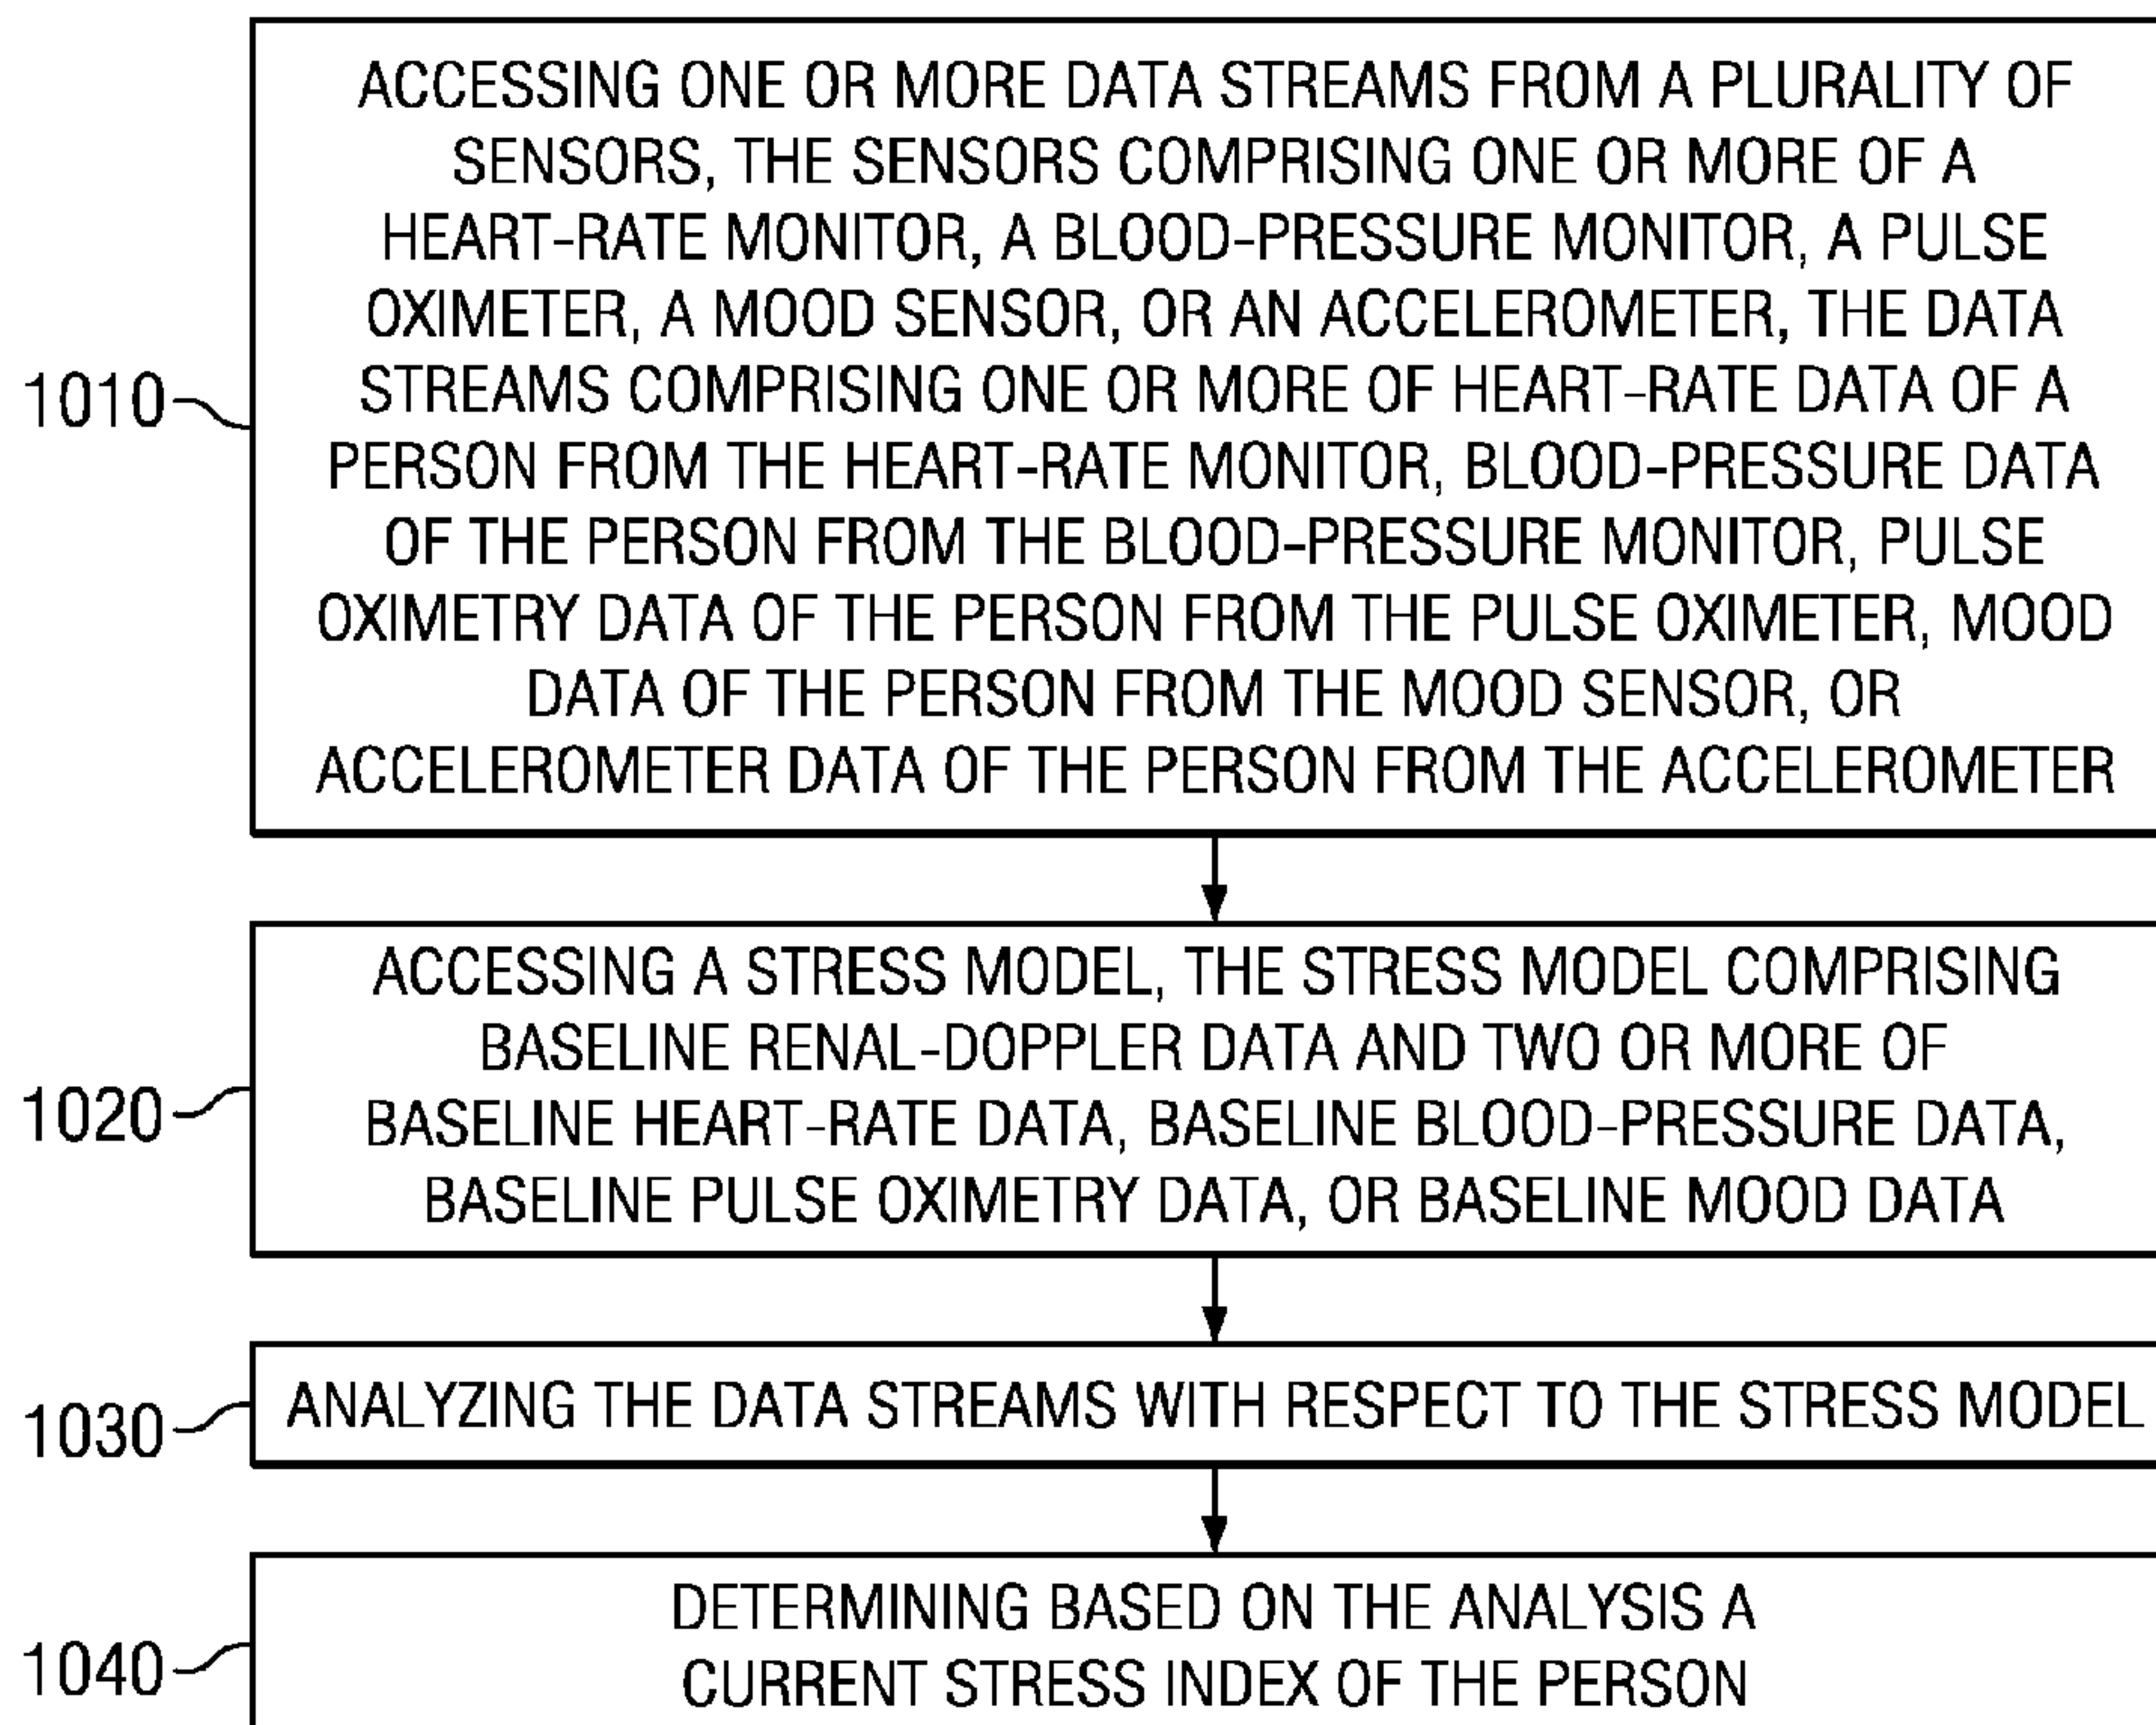 ACCESSING ONE OR MORE DATA STREAMS FROM A PLURALITY OF
SENSORS, THE SENSORS COMPRISING ONE OR MORE OF A
HEART-RATE MONITOR, A BLOOD-PRESSURE MONITOR, A PULSE
OXIMETER, A MOOD SENSOR, OR AN ACCELEROMETER, THE DATA
STREAMS COMPRISING ONE OR MORE OF HEART-RATE DATA OF A
PERSON FROM THE HEART-RATE MONITOR, BLOOD-PRESSURE DATA
OF THE PERSON FROM THE BLOOD-PRESSURE MONITOR, PULSE
OXIMETRY DATA OF THE PERSON FROM THE PULSE OXIMETER, MOOD
DATA OF THE PERSON FROM THE MOOD SENSOR, OR
ACCELEROMETER DATA OF THE PERSON FROM THE ACCELEROMETER
1010
ACCESSING A STRESS MODEL, THE STRESS MODEL COMPRISING
BASELINE RENAL-DOPPLER DATA AND TWO OR MORE OF
BASELINE HEART-RATE DATA, BASELINE BLOOD-PRESSURE DATA,
BASELINE PULSE OXIMETRY DATA, OR BASELINE MOOD DATA
1020
ANALYZING THE DATA STREAMS WITH RESPECT TO THE STRESS MODEL
1030
DETERMINING BASED ON THE ANALYSIS A
CURRENT STRESS INDEX OF THE PERSON
1040